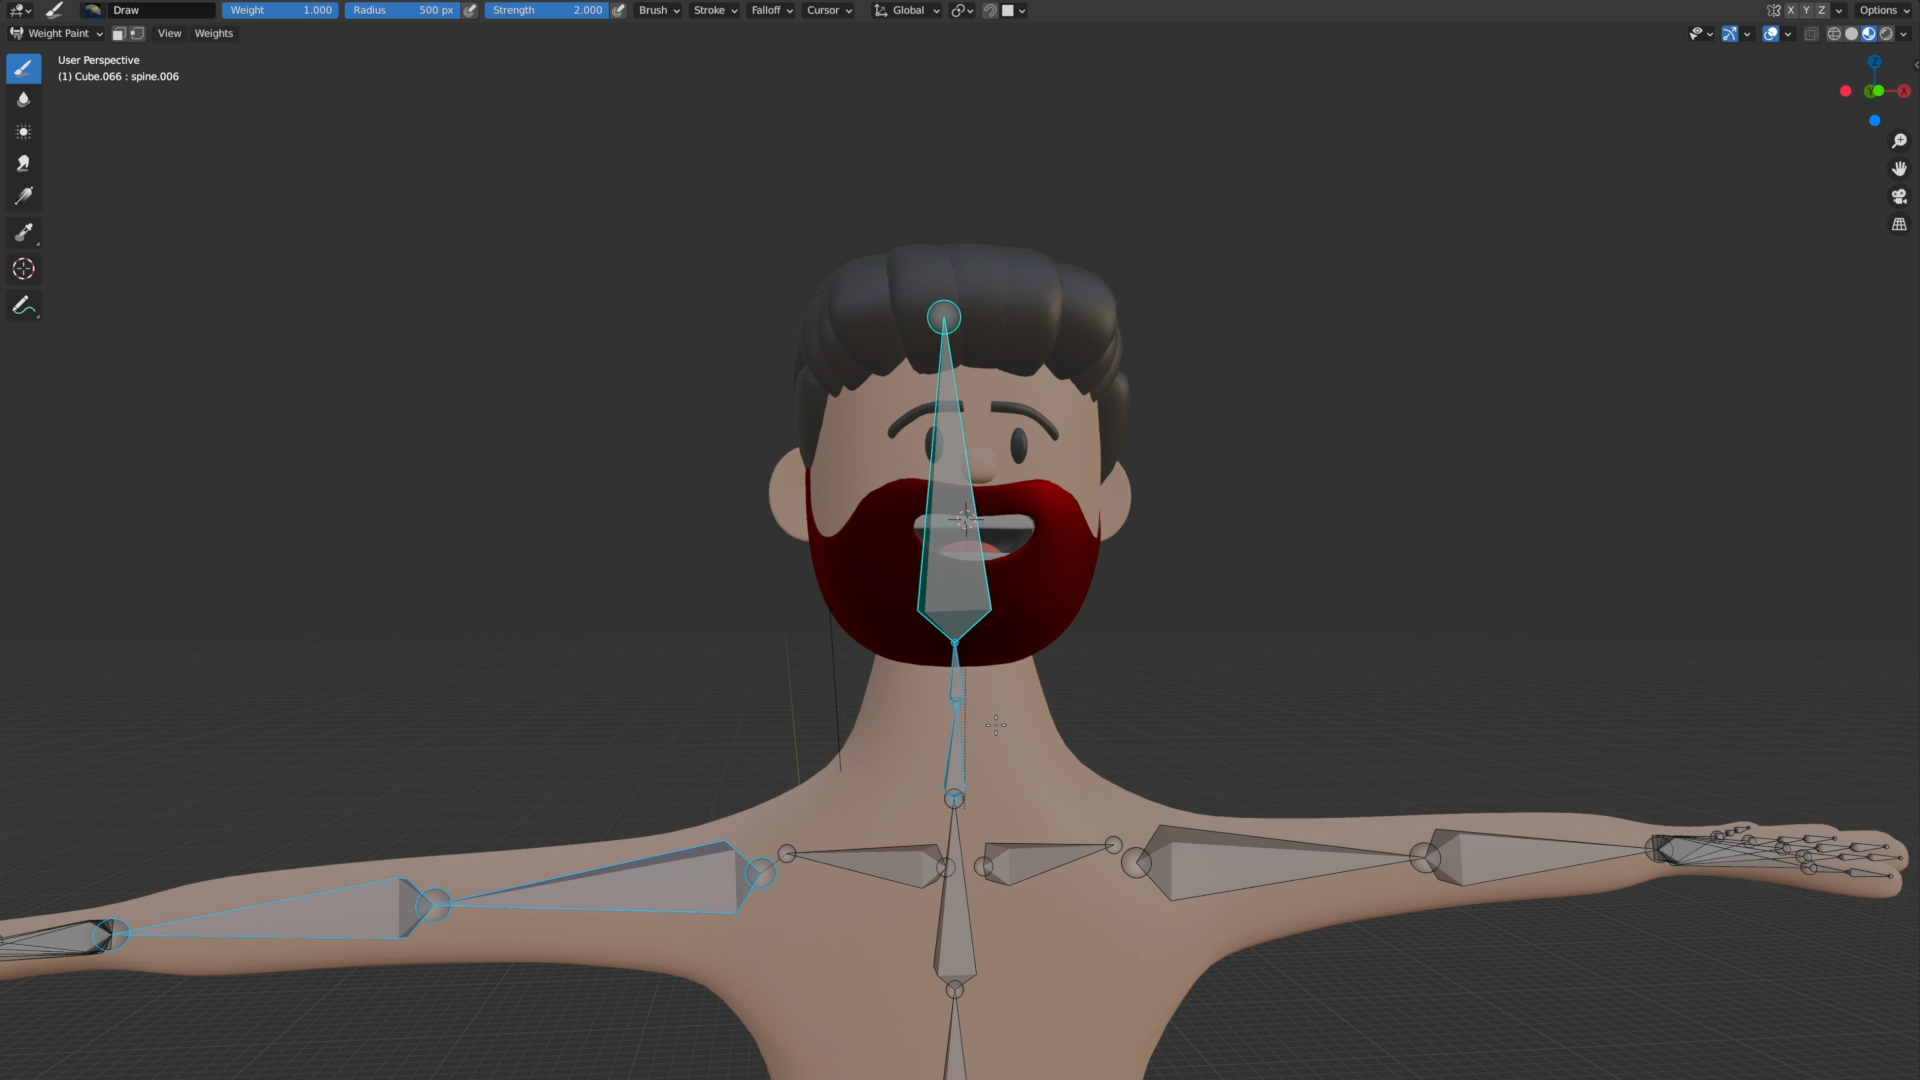 Draw Weight 1.000 Radius 500 px Strength 2.000 Brush Stroke Falloff Cursor Global X Y Z Options
Weight Paint View Weights
User Perspective
(1) Cube.066 : spine.006
Z
Y X